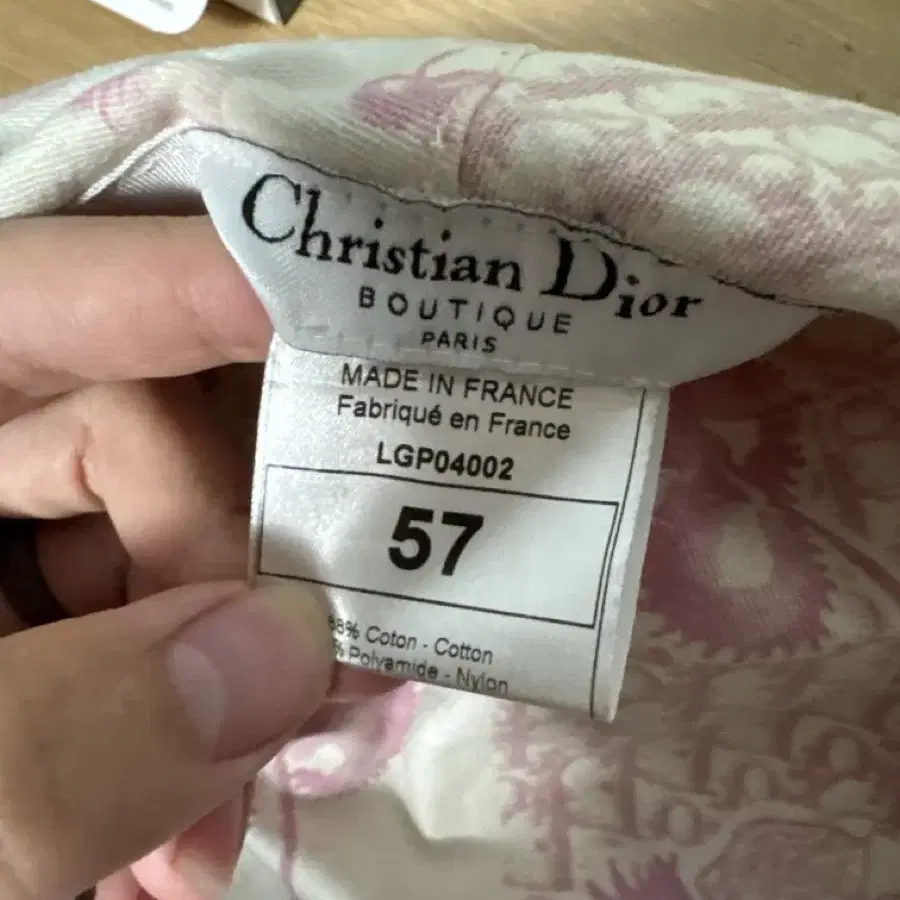 Christian Dior
BOUTIQUE
PARIS
MADE IN FRANCE
Fabriqué en France
LGP04002
57
Coton - Cotton
% Polyamide - Nylon